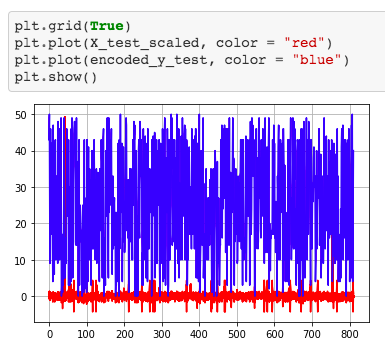 plt.grid(True)
plt.plot(X_test_scaled, color = "red")
plt.plot(encoded_y_test, color = "blue")
plt.show()
50
40
30
20
10
0
0 100 200 300 400 500 600 700 800